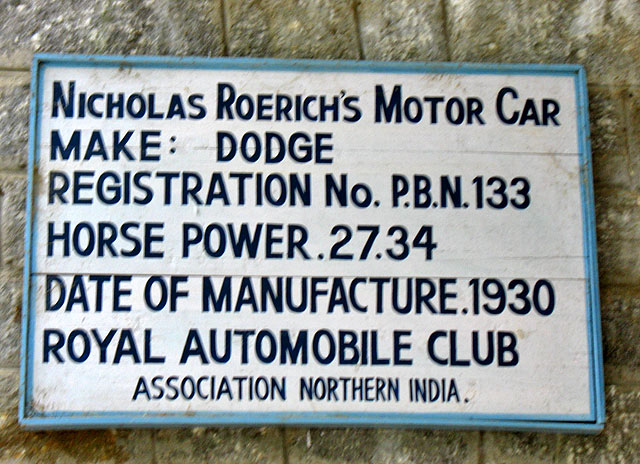 NICHOLAS ROERICH'S MOTOR CAR
MAKE: DODGE
REGISTRATION No. P.B.N.133
HORSE POWER.27.34
DATE OF MANUFACTURE.1930
ROYAL AUTOMOBILE CLUB
ASSOCIATION NORTHERN INDIA.